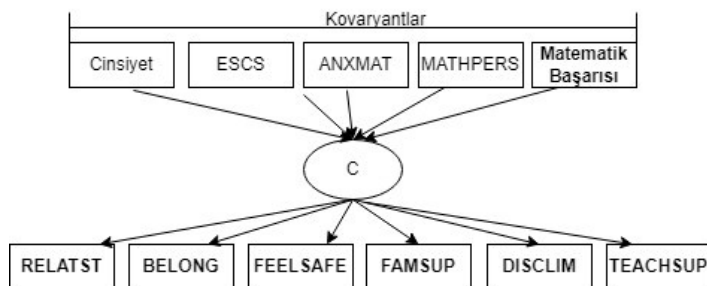 Kovaryantlar
Cinsiyet
ESCS
ANXMAT
MATHPERS
Matematik
Başarısı
C
RELATST
BELONG
FEELSAFE
FAMSUP
DISCLIM
TEACHSUP